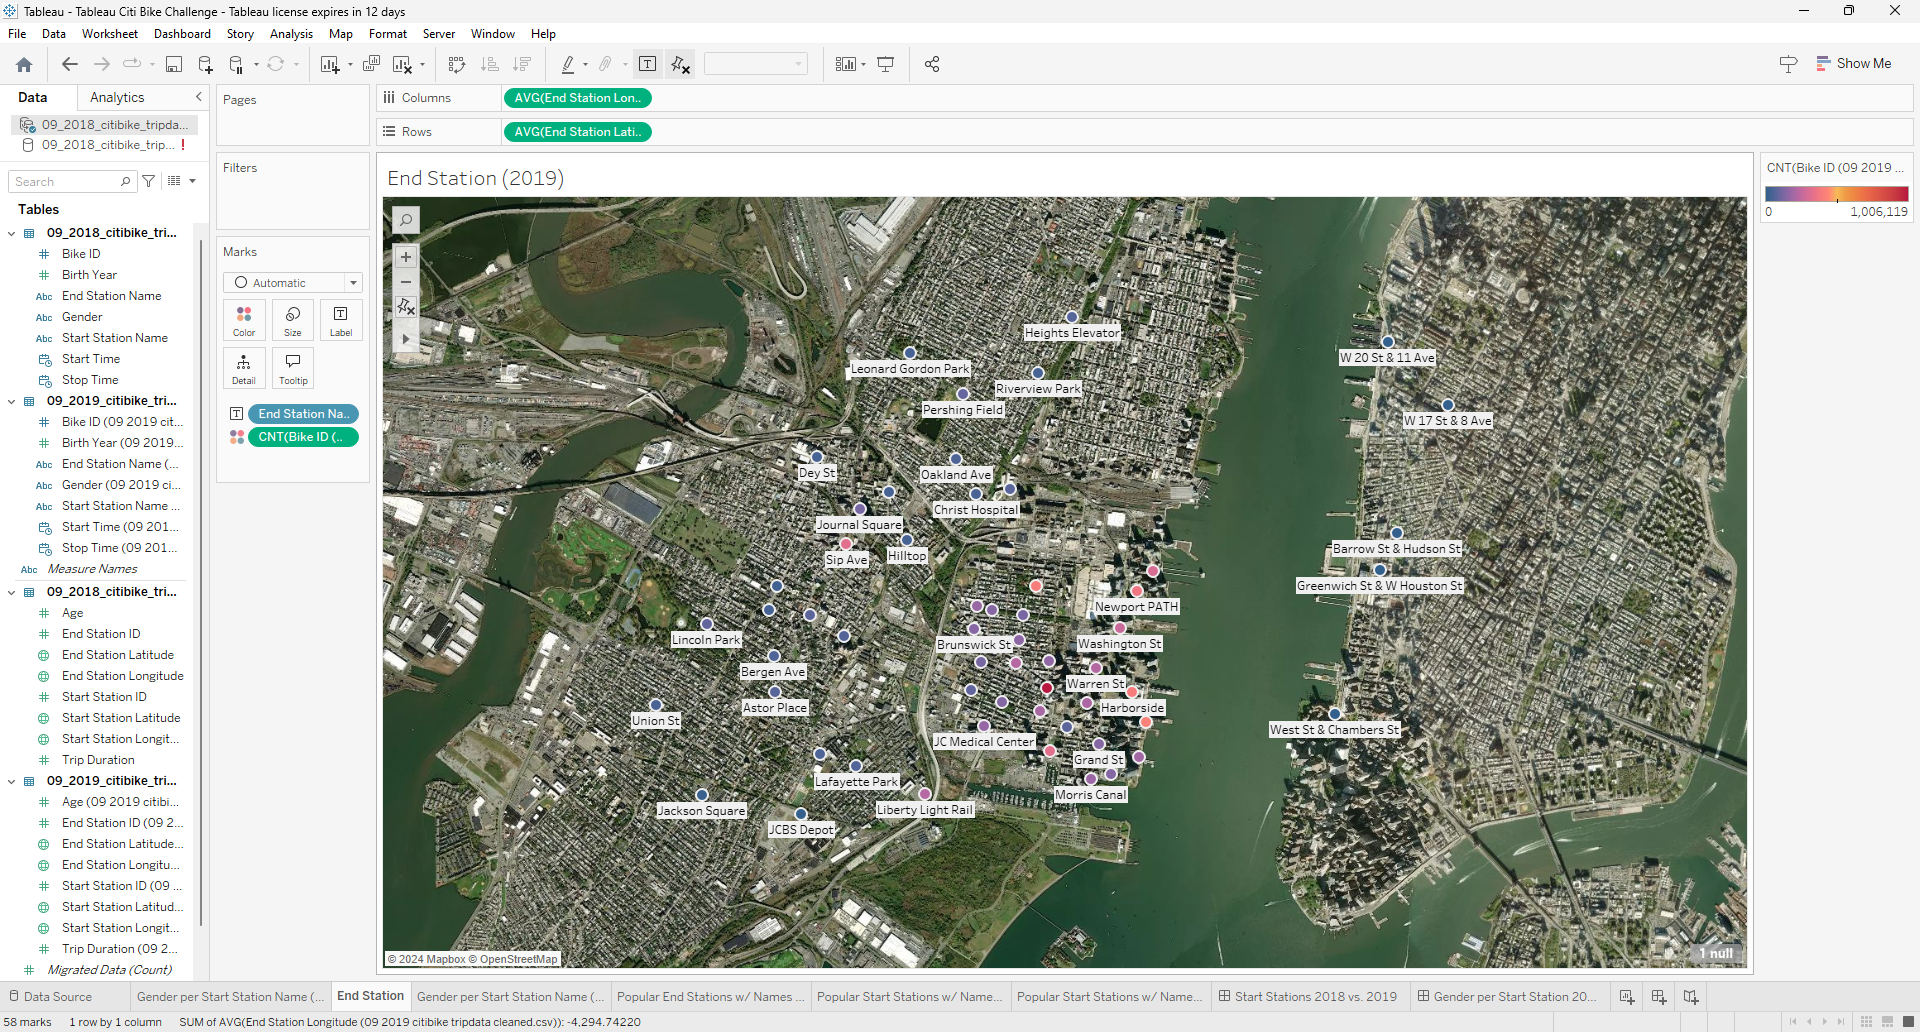 Tableau - Tableau Citi Bike Challenge - Tableau license expires in 12 days
File Data Worksheet Dashboard Story Analysis Map Format Server Window Help
Show Me
Data Analytics
09_2018_citibike_tripda...
09_2018_citibike_trip... !
Search
Tables
09_2018_citibike_tri...
# Bike ID
# Birth Year
Abc End Station Name
Abc Gender
Abc Start Station Name
Start Time
Stop Time
09_2019_citibike_tri...
# Bike ID (09 2019 cit...
# Birth Year (09 2019...
Abc End Station Name (...
Abc Gender (09 2019 ci...
Abc Start Station Name ...
Start Time (09 201...
Stop Time (09 201...
Abc Measure Names
09_2018_citibike_tri...
# Age
# End Station ID
End Station Latitude
End Station Longitude
# Start Station ID
Start Station Latitude
Start Station Longit...
# Trip Duration
09_2019_citibike_tri...
# Age (09 2019 citibi...
# End Station ID (09 2...
End Station Latitude...
End Station Longitu...
# Start Station ID (09 ...
Start Station Latitud...
Start Station Longit...
# Trip Duration (09 2...
# Migrated Data (Count)
Pages
Filters
Marks
Automatic
Color Size Label
Detail Tooltip
End Station Na..
CNT(Bike ID (..
Columns AVG(End Station Lon..
Rows AVG(End Station Lati..
End Station (2019)
Heights Elevator
W 20 St & 11 Ave
Leonard Gordon Park
Riverview Park
Pershing Field
W 17 St & 8 Ave
Dey St
Oakland Ave
Christ Hospital
Journal Square
Barrow St & Hudson St
Sip Ave
Hilltop
Greenwich St & W Houston St
Newport PATH
Lincoln Park
Brunswick St
Washington St
Bergen Ave
Warren St
Astor Place
Harborside
Union St
West St & Chambers St
JC Medical Center
Grand St
Lafayette Park
Morris Canal
Jackson Square
Liberty Light Rail
JCBS Depot
© 2024 Mapbox © OpenStreetMap
1 null
CNT(Bike ID (09 2019 ...
0 1,006,119
Data Source Gender per Start Station Name (... End Station Gender per Start Station Name (... Popular End Stations w/ Names ... Popular Start Stations w/ Name... Popular Start Stations w/ Name... Start Stations 2018 vs. 2019 Gender per Start Station 20...
58 marks 1 row by 1 column SUM of AVG(End Station Longitude (09 2019 citibike tripdata cleaned.csv)): -4,294.74220